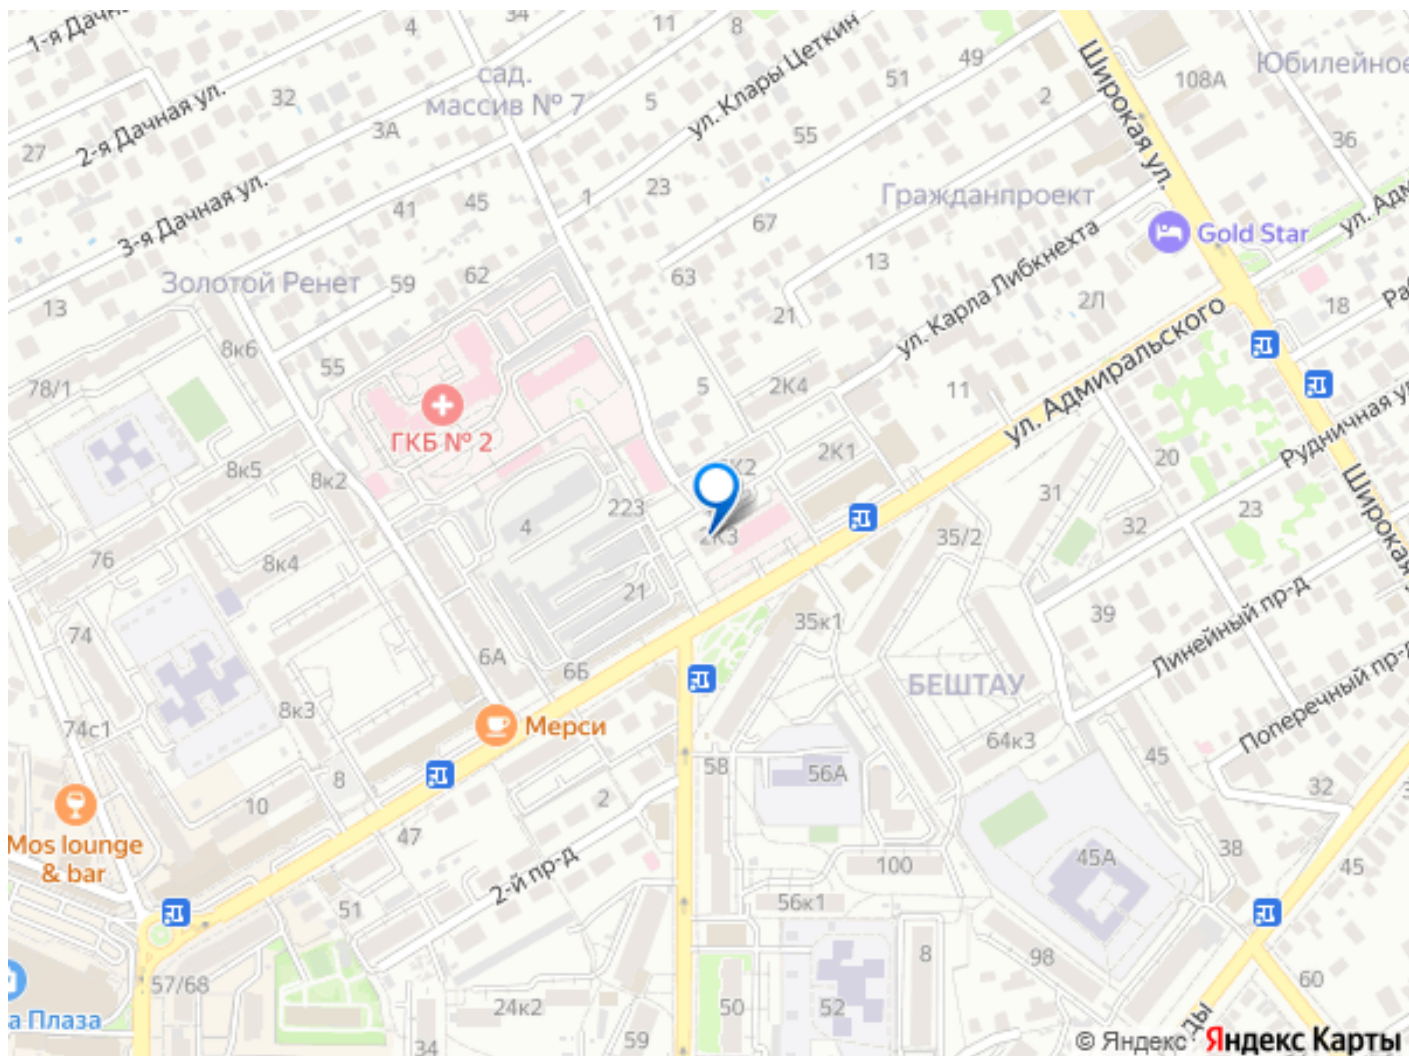 1-я Дачн
4
34
11
8
ул. Клары Цеткин
49
51
Широкая ул.
Юбилейное
108А
сад.
массив № 7
2-я Дачная ул.
32
3А
5
55
2
36
27
3-я Дачная ул.
41
45
1
23
67
Гражданпроект
ул. Адм
Gold Star
Золотой Ренет
59
62
63
13
13
21
ул. Карла Либкнехта
2Л
18
Ра
8к6
55
5
2К4
11
ул. Адмиральского
78/1
ГКБ № 2
Рудничная ул
8к5
8к2
2К1
20
Широкая
223
4
2К3
31
23
32
35/2
76
8к4
21
35к1
39
Линейный пр-д
74
6А
6Б
БЕШТАУ
Поперечный пр-д
74с1
8к3
Мерси
64к3
45
58
56А
8
10
2
32
Mos lounge
& bar
47
2-й пр-д
100
45А
38
45
51
56к1
57/68
8
98
60
24к2
50
52
а Плаза
34
59
ды
© Яндекс
Яндекс Карты